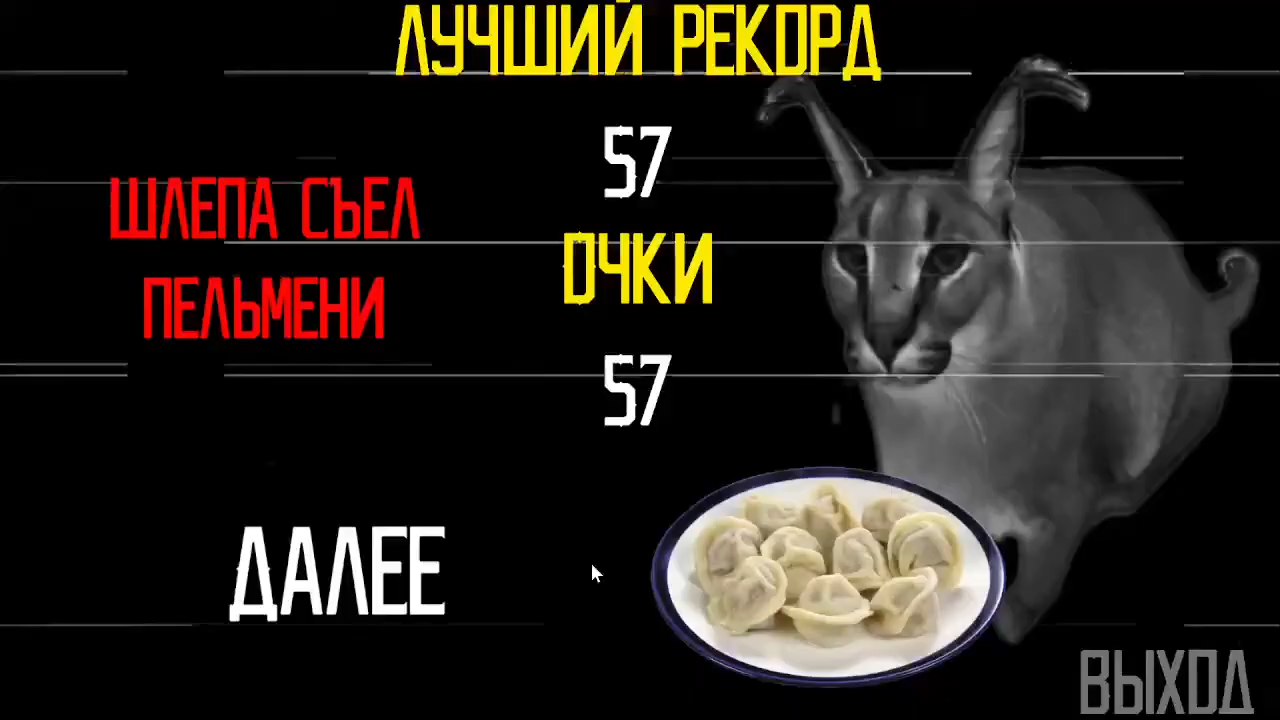 ЛУЧШИЙ РЕКОРД
57
ШЛЕПА СЪЕЛ
ПЕЛЬМЕНИ
ОЧКИ
57
ДАЛЕЕ
ВЫХОД